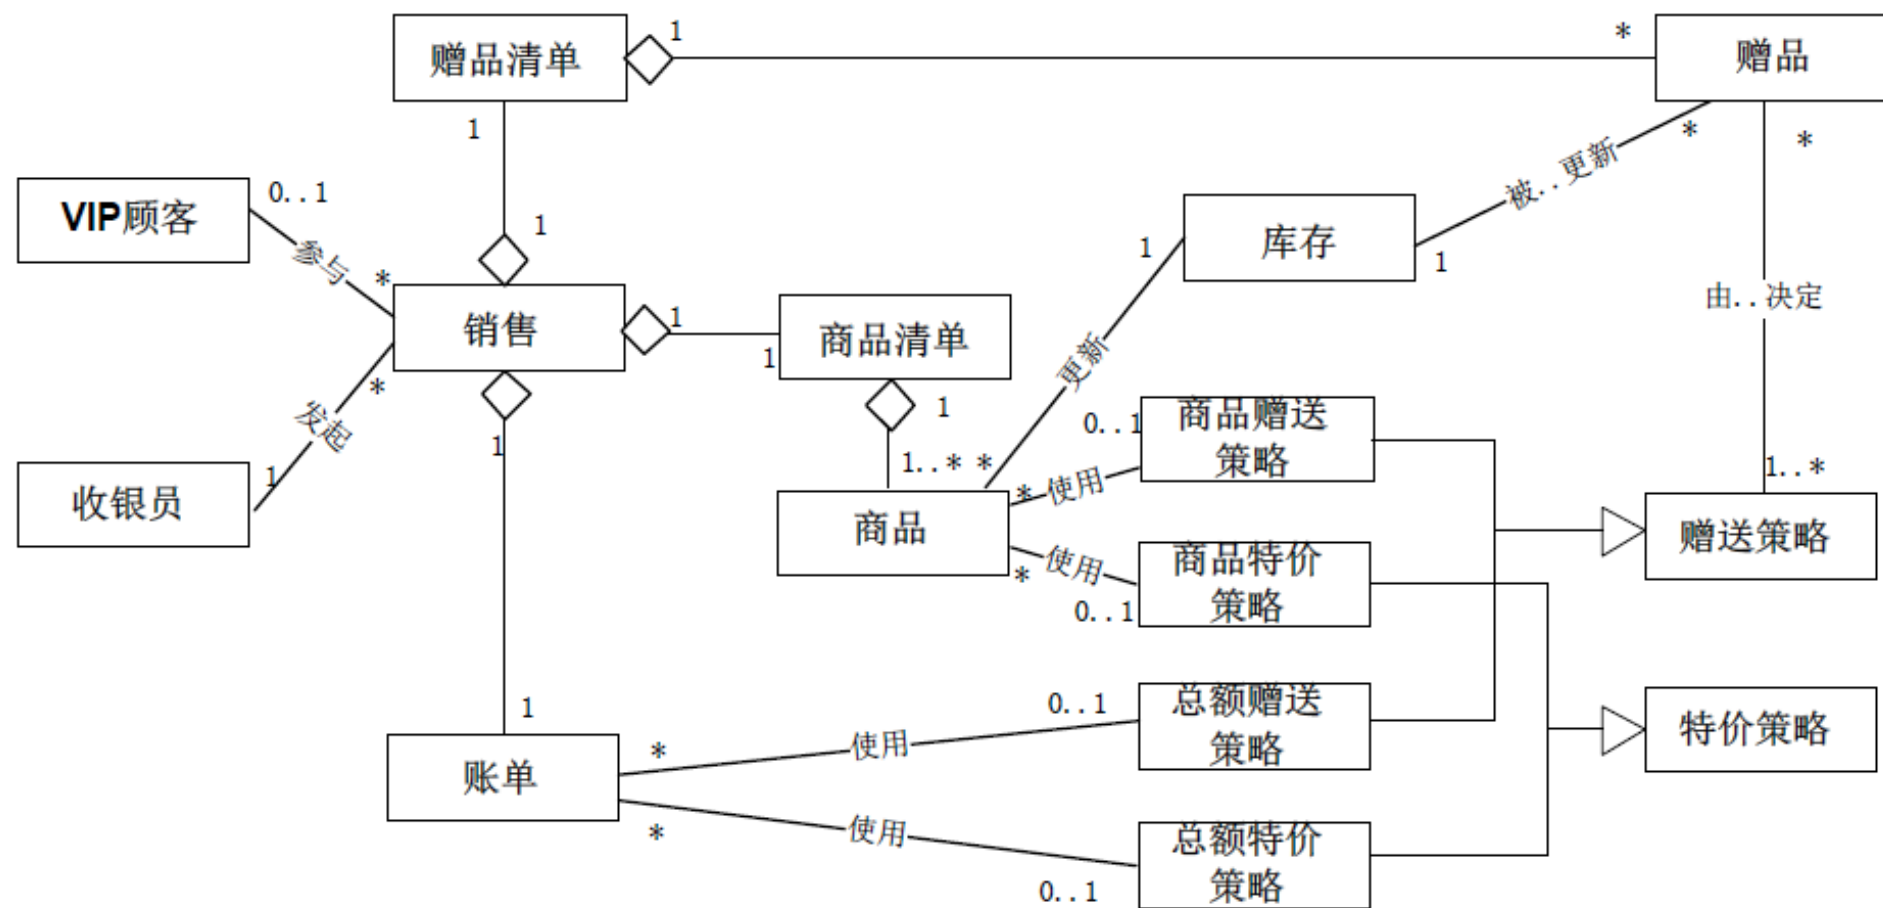 赠品清单
1
*
赠品
1
*
*
被..更新
VIP顾客
0..1
1
参与
*
库存
1
1
由..决定
销售
1
商品清单
1
更新
*
1
商品赠送
策略
0..1
发起
1
1
1..*
*
*
使用
1..*
收银员
商品
赠送策略
*
使用
商品特价
策略
0..1
1
0..1
总额赠送
策略
特价策略
*
使用
账单
*
使用
总额特价
策略
0..1